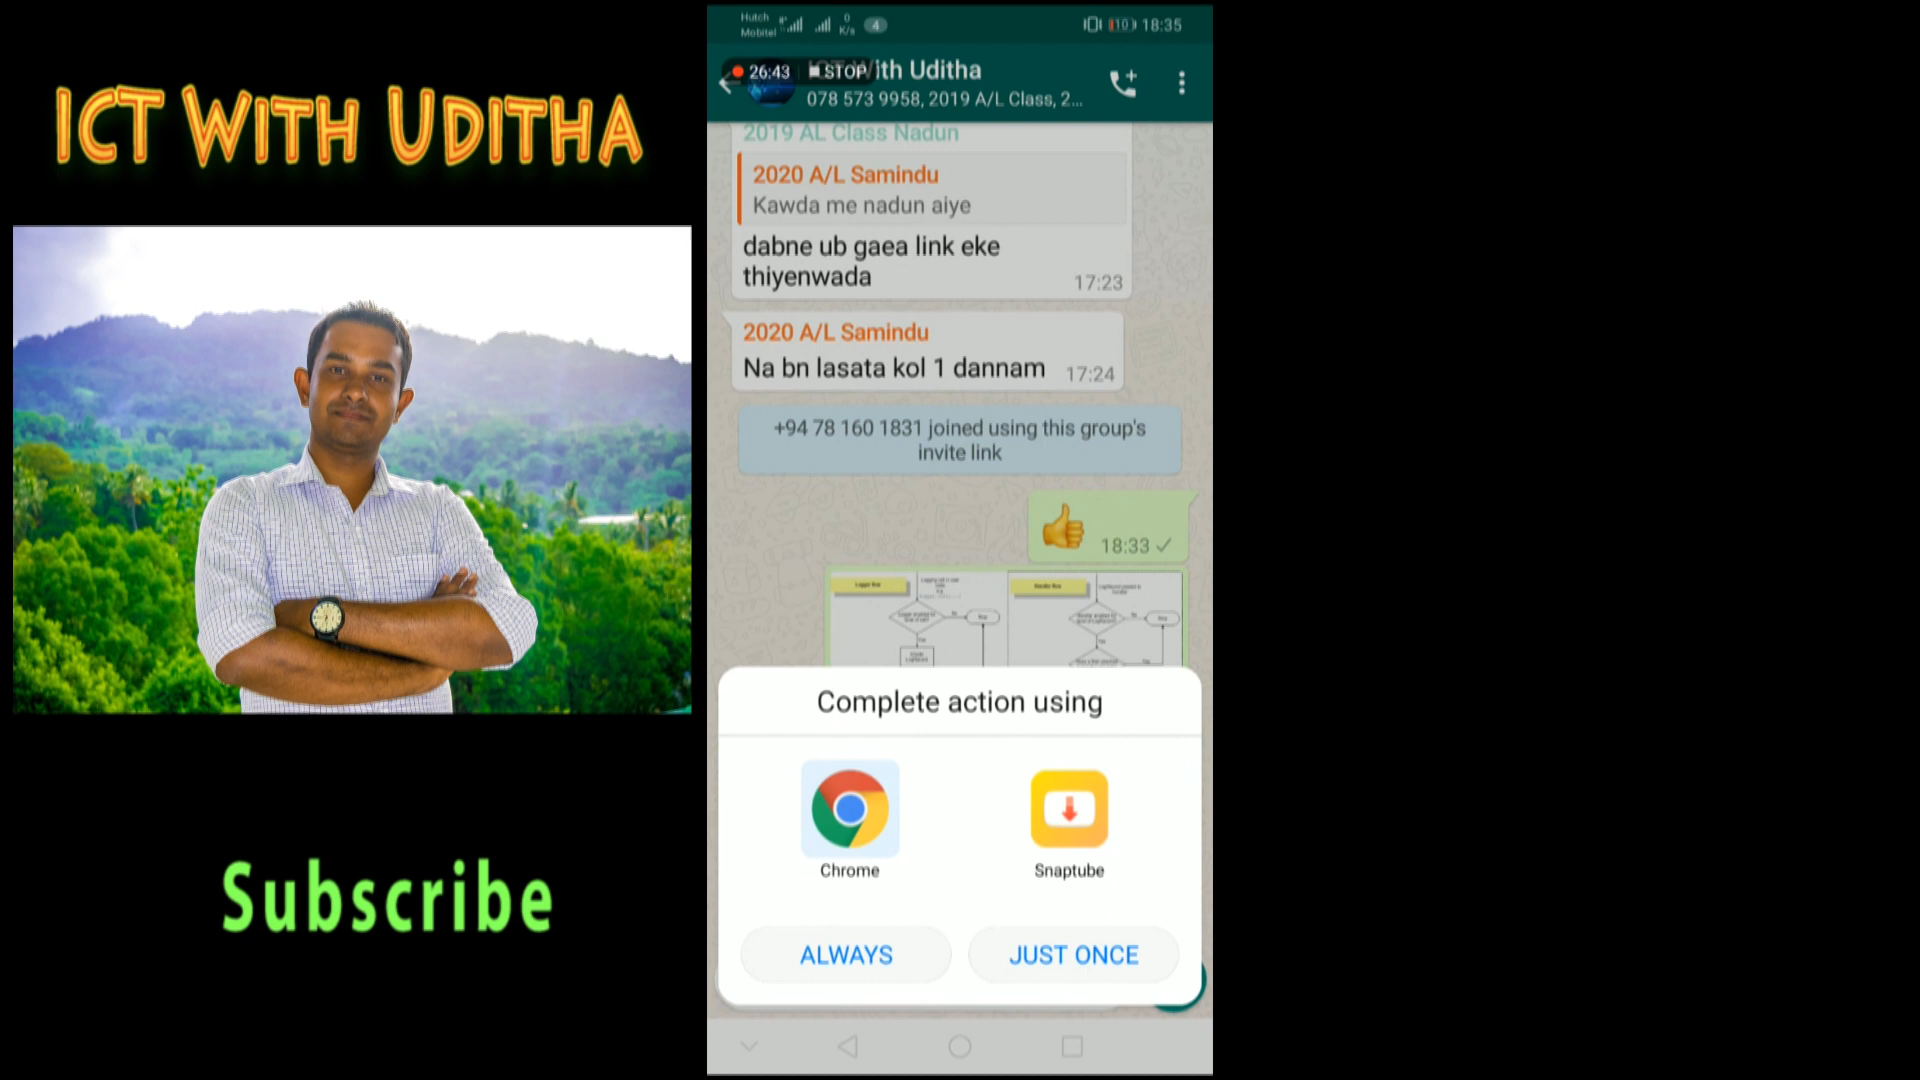 ICT WITH UDITHA
Subscribe
Hutch
Mobitel
0
K/s
4
10
18:35
26:43
STOP
ith Uditha
078 573 9958, 2019 A/L Class, 2...
2019 AL Class Nadun
2020 A/L Samindu
Kawda me nadun aiye
dabne ub gaea link eke
thiyenwada
17:23
2020 A/L Samindu
Na bn lasata kol 1 dannam
17:24
+94 78 160 1831 joined using this group's
invite link
18:33
Complete action using
Chrome
Snaptube
ALWAYS
JUST ONCE